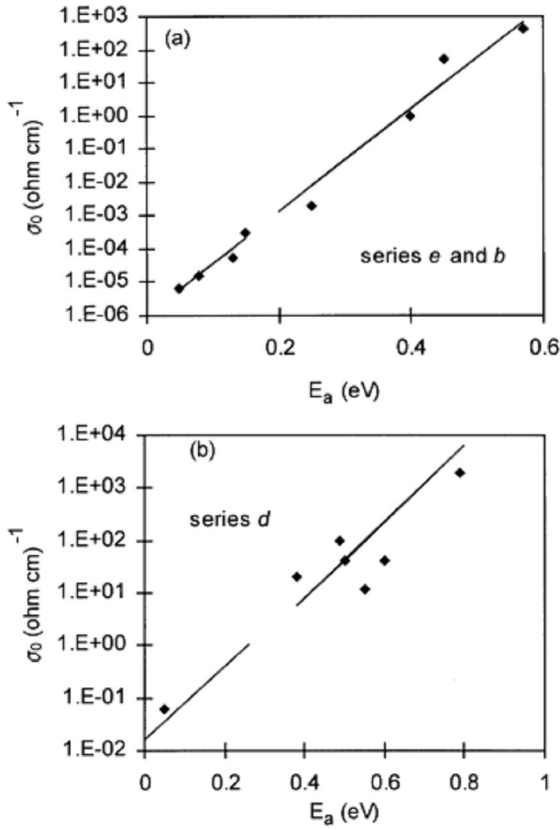 (a)
1.E+03
1.E+02
1.E+01
1.E+00
1.E-01
1.E-02
1.E-03
1.E-04
1.E-05
1.E-06
σ₀ (ohm cm)⁻¹
series e and b
0 0.2 0.4 0.6
Eₐ (eV)
(b)
1.E+04
1.E+03
1.E+02
1.E+01
1.E+00
1.E-01
1.E-02
σ₀ (ohm cm)⁻¹
series d
0 0.2 0.4 0.6 0.8 1
Eₐ (eV)